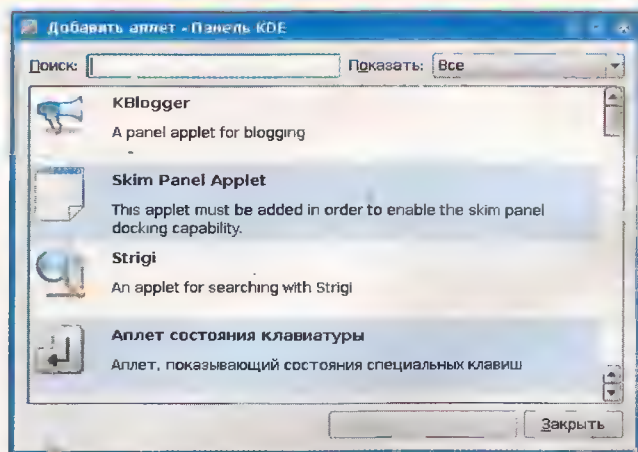 Добавить апплет - Панель KDE
Поиск: Показать: Все
KBlogger
A panel applet for blogging
Skim Panel Applet
This applet must be added in order to enable the skim panel
docking capability.
Strigi
An applet for searching with Strigi
Аплет состояния клавиатуры
Аплет, показывающий состояния специальных клавиш
Закрыть